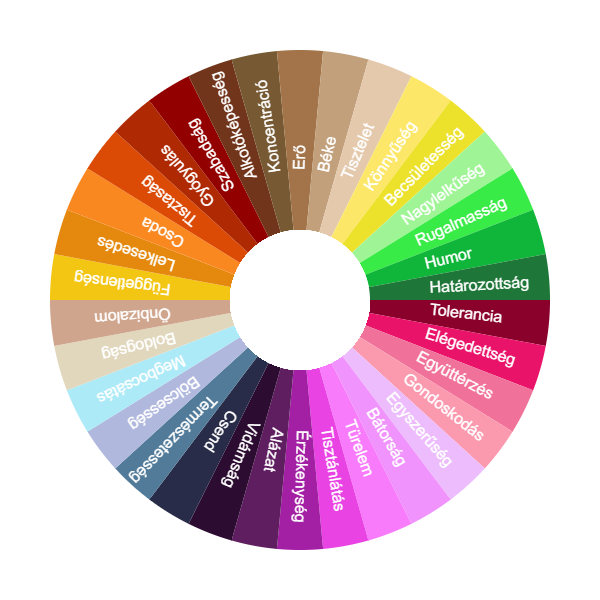 Erő
Béke
Tisztelet
Könnyűség
Becsületesség
Nagylelkűség
Rugalmasság
Humor
Határozottság
Tolerancia
Elégedettség
Együttérzés
Gondoskodás
Egyszerűség
Bátorság
Türelem
Tisztánlátás
Érzékenység
Alázat
Vidámság
Csend
Természetesség
Bölcsesség
Megbocsátás
Boldogság
Önbizalom
Függetlenség
Lelkesedés
Csoda
Tisztaság
Gyógyulás
Szabadság
Alkotóképesség
Koncentráció